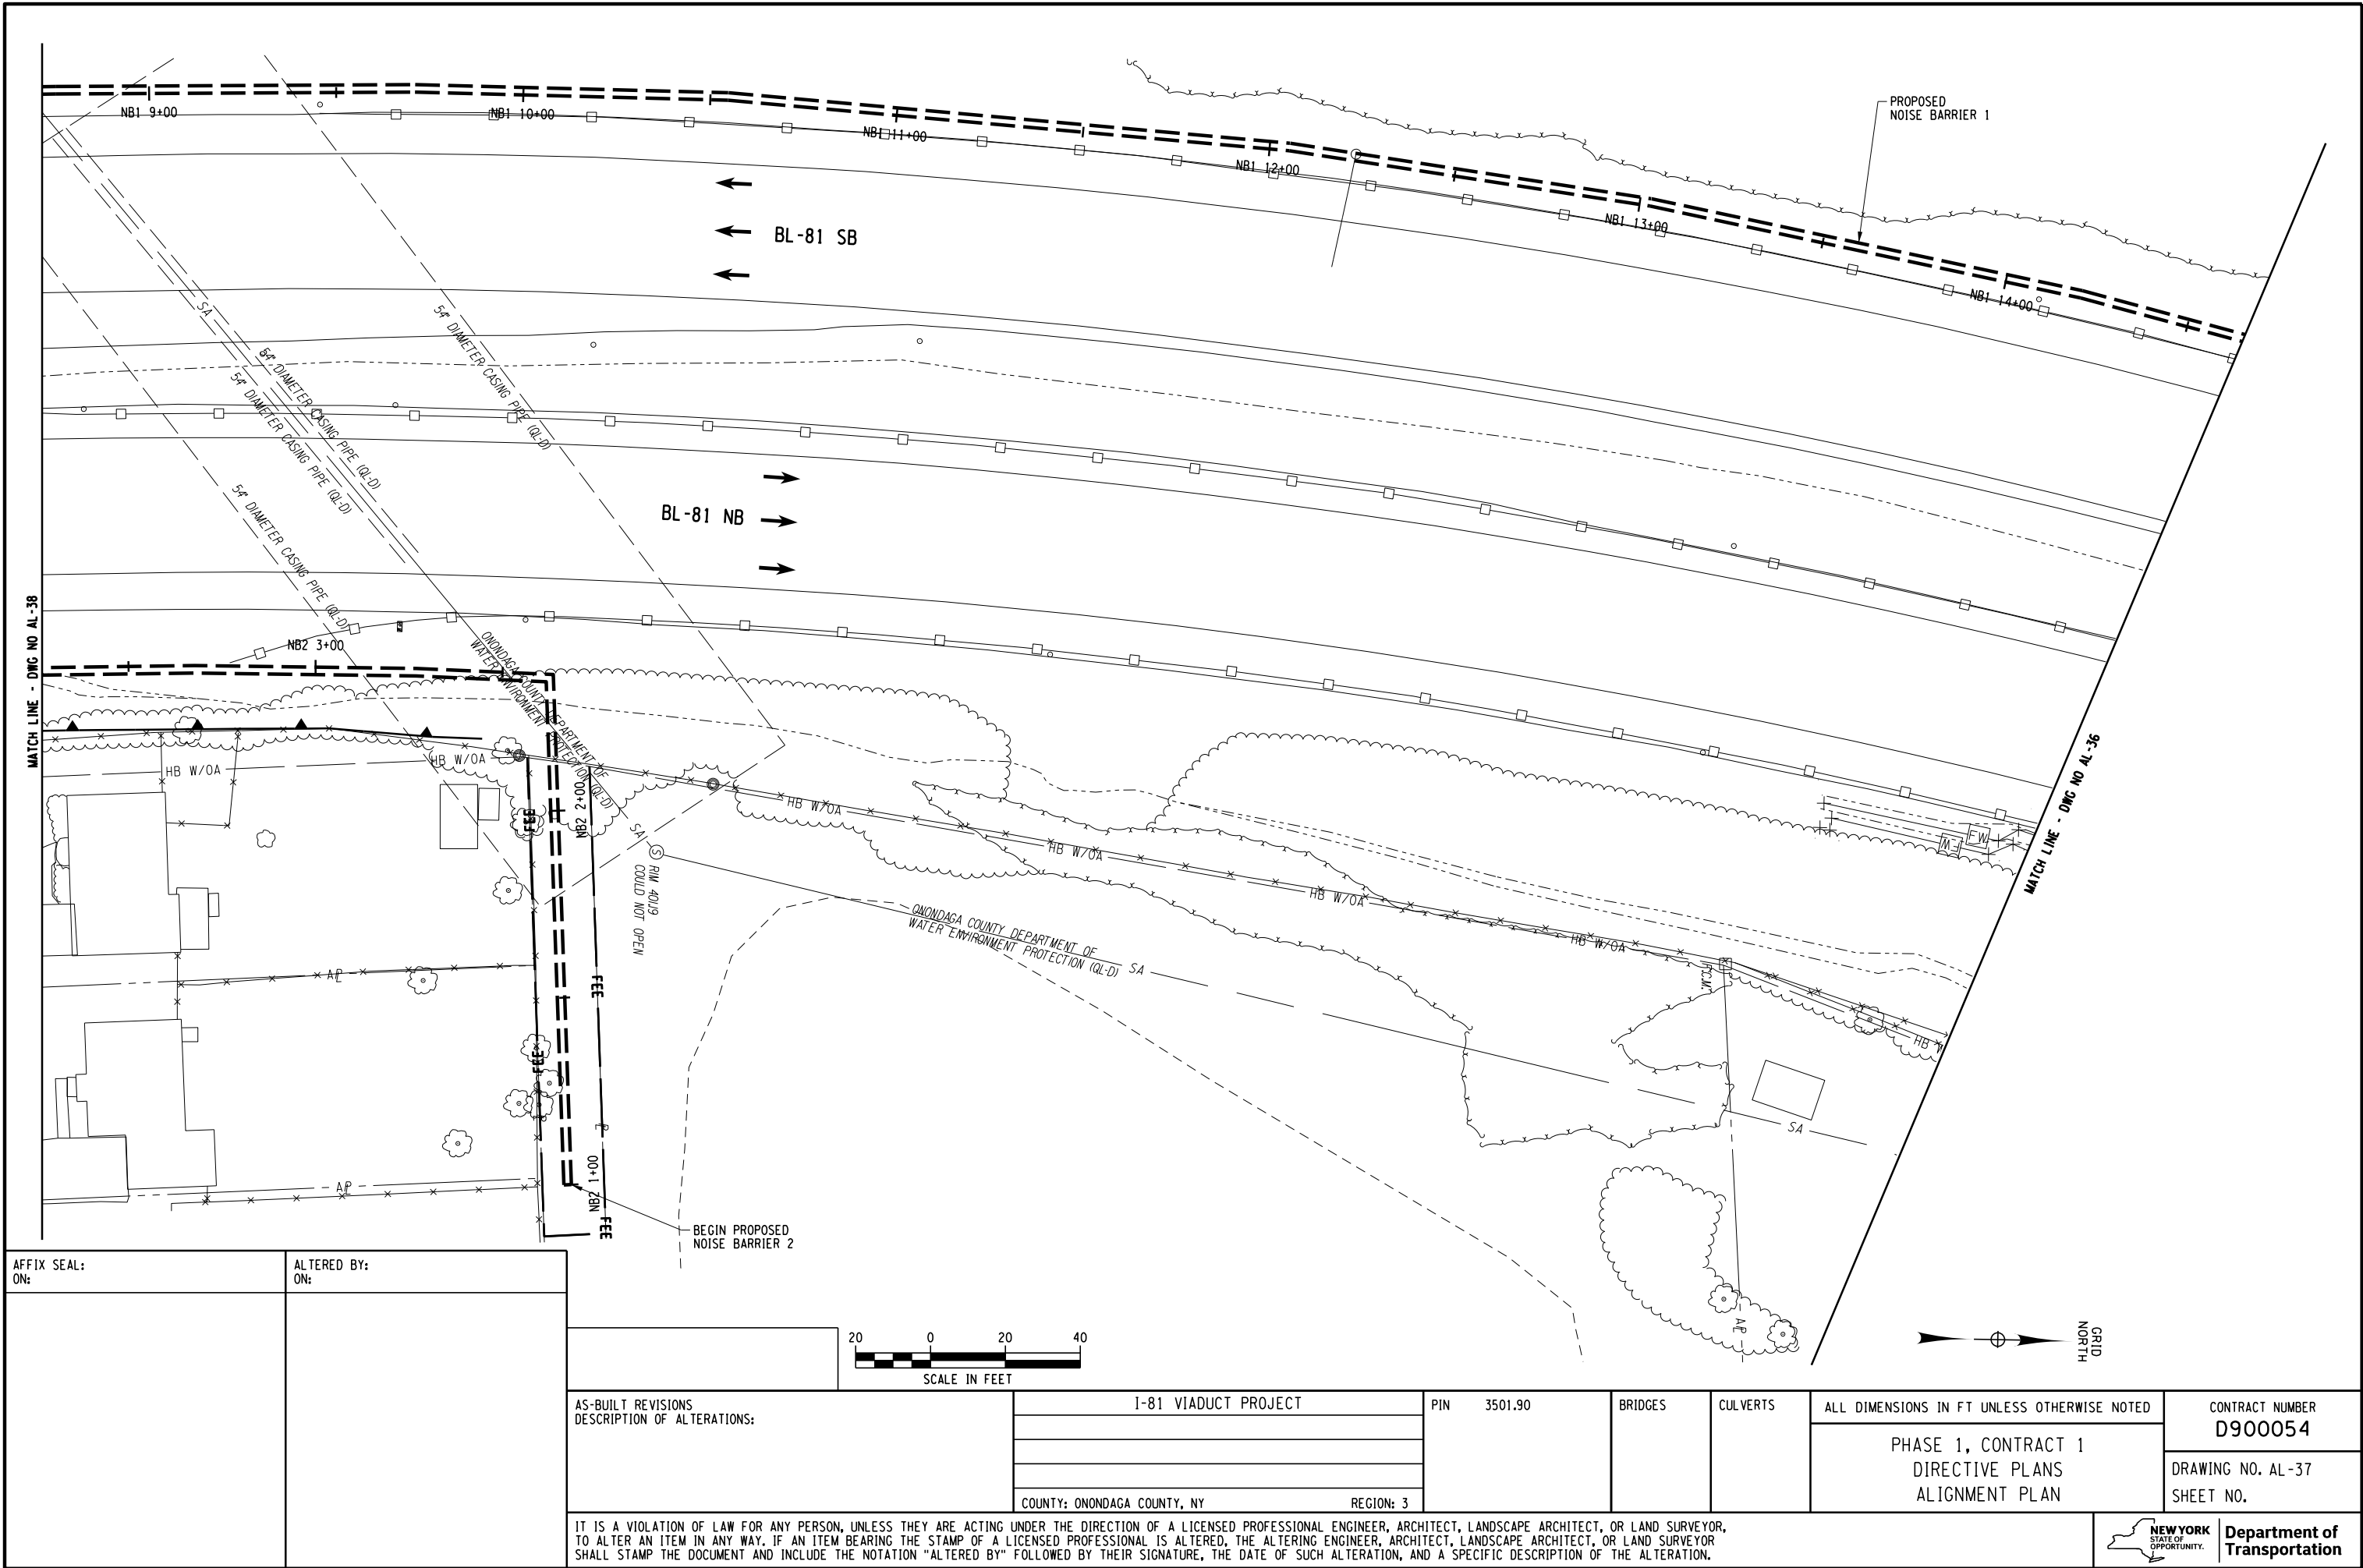 NB1 9+00
NB1 10+00
NB1 11+00
NB1 12+00
NB1 13+00
NB1 14+00
PROPOSED
NOISE BARRIER 1
BL-81 SB
SA
54" DIAMETER CASING PIPE (QL-D)
54" DIAMETER CASING PIPE (QL-D)
54" DIAMETER CASING PIPE (QL-D)
54" DIAMETER CASING PIPE (QL-D)
BL-81 NB
MATCH LINE - DWG NO AL-38
NB2 3+00
ONONDAGA COUNTY DEPARTMENT OF
WATER ENVIRONMENT PROTECTION (QL-D)
HB W/OA
HB W/OA
HB W/OA
HB W/OA
HB W/OA
HB W/OA
FEE
NB2 2+00
SA
S
RIM 401.9
COULD NOT OPEN
ONONDAGA COUNTY DEPARTMENT OF
WATER ENVIRONMENT PROTECTION (QL-D)
SA
FW
MATCH LINE - DWG NO AL-36
FEE
FEE
HB
SA
NB2 1+00
FEE
BEGIN PROPOSED
NOISE BARRIER 2
GRID
NORTH
AFFIX SEAL:
ON:
ALTERED BY:
ON:
20 0 20 40
SCALE IN FEET
AS-BUILT REVISIONS
DESCRIPTION OF ALTERATIONS:
I-81 VIADUCT PROJECT
COUNTY: ONONDAGA COUNTY, NY REGION: 3
PIN 3501.90
BRIDGES
CULVERTS
ALL DIMENSIONS IN FT UNLESS OTHERWISE NOTED
PHASE 1, CONTRACT 1
DIRECTIVE PLANS
ALIGNMENT PLAN
CONTRACT NUMBER
D900054
DRAWING NO. AL-37
SHEET NO.
IT IS A VIOLATION OF LAW FOR ANY PERSON, UNLESS THEY ARE ACTING UNDER THE DIRECTION OF A LICENSED PROFESSIONAL ENGINEER, ARCHITECT, LANDSCAPE ARCHITECT, OR LAND SURVEYOR,
TO ALTER AN ITEM IN ANY WAY. IF AN ITEM BEARING THE STAMP OF A LICENSED PROFESSIONAL IS ALTERED, THE ALTERING ENGINEER, ARCHITECT, LANDSCAPE ARCHITECT, OR LAND SURVEYOR
SHALL STAMP THE DOCUMENT AND INCLUDE THE NOTATION "ALTERED BY" FOLLOWED BY THEIR SIGNATURE, THE DATE OF SUCH ALTERATION, AND A SPECIFIC DESCRIPTION OF THE ALTERATION.
NEW YORK
STATE OF
OPPORTUNITY.
Department of
Transportation